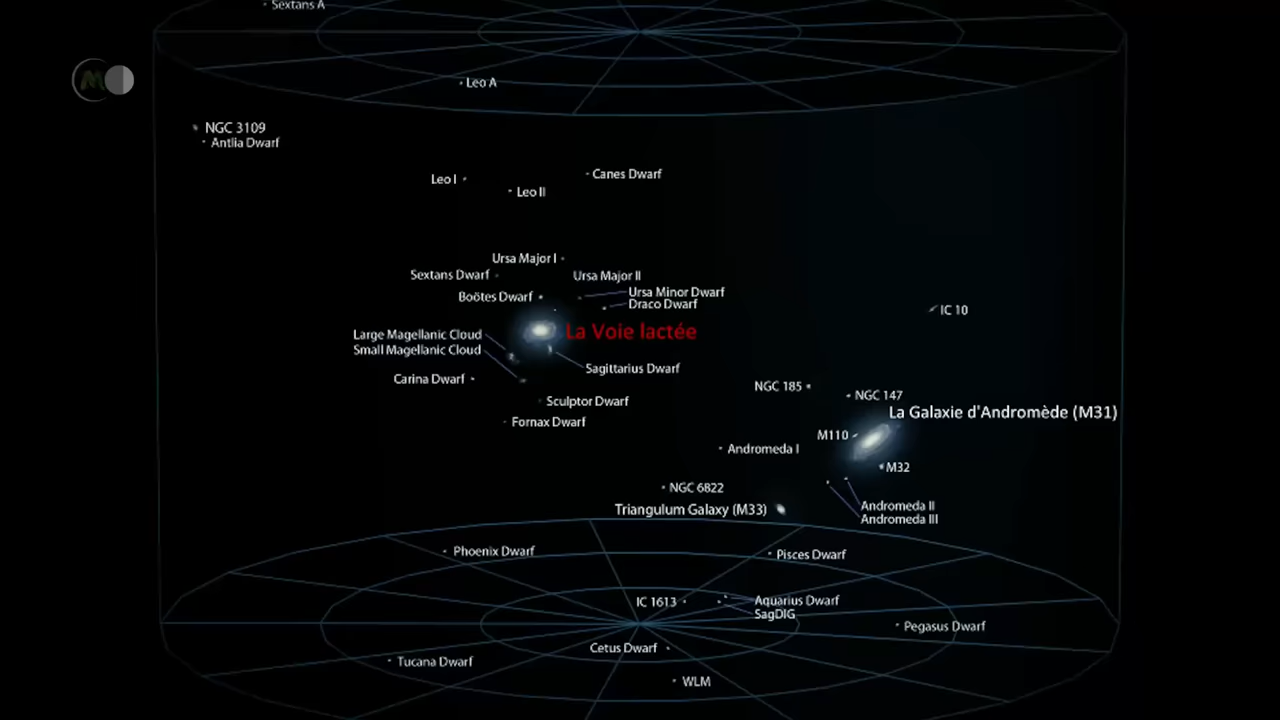 Sextans A
Leo A
NGC 3109
Antlia Dwarf
Leo I
Leo II
Canes Dwarf
Ursa Major I
Sextans Dwarf
Ursa Major II
Boötes Dwarf
Ursa Minor Dwarf
Draco Dwarf
IC 10
La Voie lactée
Large Magellanic Cloud
Small Magellanic Cloud
Sagittarius Dwarf
Carina Dwarf
NGC 185
NGC 147
Sculptor Dwarf
La Galaxie d'Andromède (M31)
Fornax Dwarf
M110
Andromeda I
M32
NGC 6822
Triangulum Galaxy (M33)
Andromeda II
Andromeda III
Phoenix Dwarf
Pisces Dwarf
IC 1613
Aquarius Dwarf
SagDIG
Pegasus Dwarf
Cetus Dwarf
Tucana Dwarf
WLM